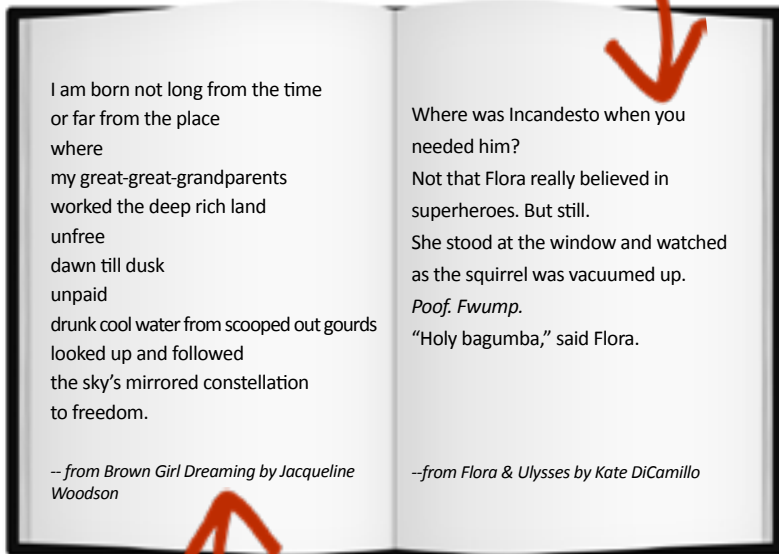 I am born not long from the time
or far from the place
where
my great-great-grandparents
worked the deep rich land
unfree
dawn till dusk
unpaid
drunk cool water from scooped out gourds
looked up and followed
the sky’s mirrored constellation
to freedom.
-- from Brown Girl Dreaming by Jacqueline
Woodson
Where was Incandesto when you
needed him?
Not that Flora really believed in
superheroes. But still.
She stood at the window and watched
as the squirrel was vacuumed up.
Poof. Fwump.
“Holy bagumba,” said Flora.
--from Flora & Ulysses by Kate DiCamillo